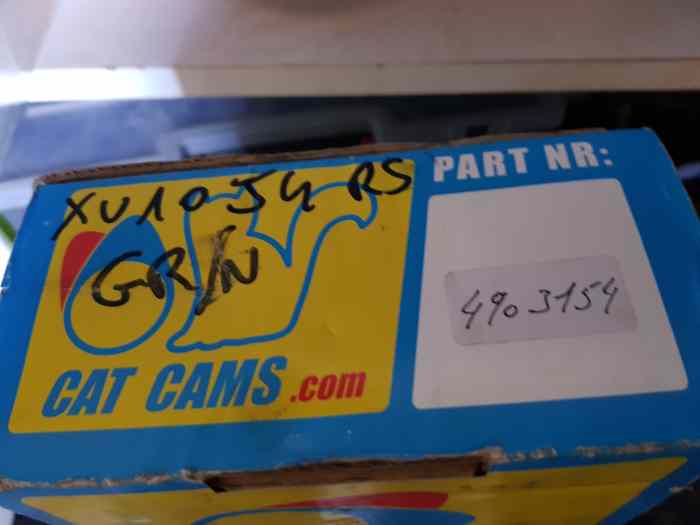 XU10J4 RS
GR/N
CAT CAMS.com
PART NR:
4903154